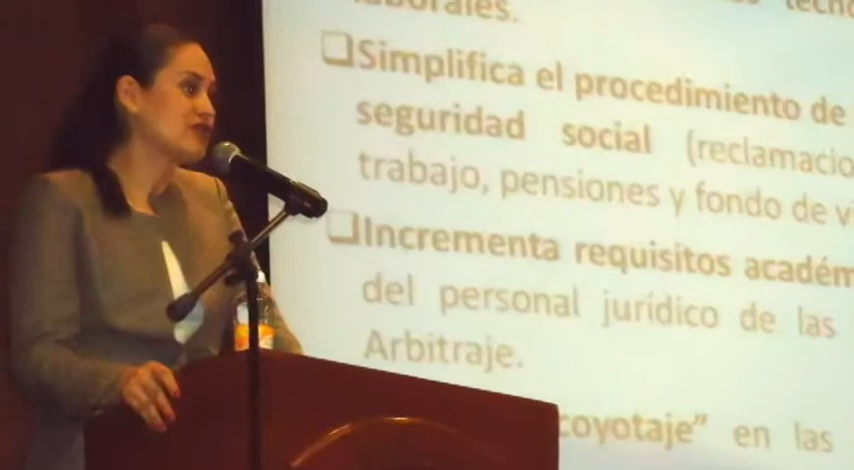 laborales.
❑Simplifica el procedimiento de
seguridad social (reclamacio
trabajo, pensiones y fondo de vi
❑Incrementa requisitos académ
del personal jurídico de las
Arbitraje.
coyotaje” en las